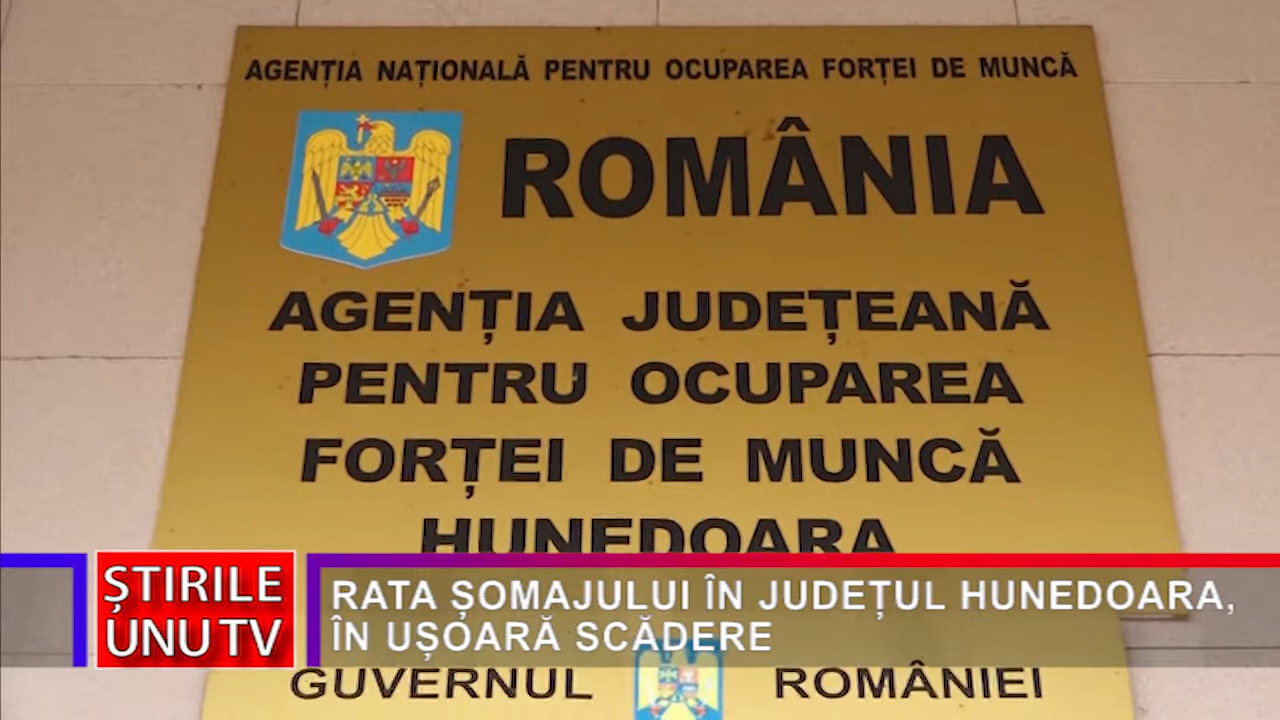 AGENȚIA NAȚIONALĂ PENTRU OCUPAREA FORȚEI DE MUNCĂ
ROMÂNIA
AGENȚIA JUDEȚEANĂ
PENTRU OCUPAREA
FORȚEI DE MUNCĂ
HUNEDOARA
ȘTIRILE
UNU TV
RATA ȘOMAJULUI ÎN JUDEȚUL HUNEDOARA,
ÎN UȘOARĂ SCĂDERE
GUVERNUL ROMÂNIEI